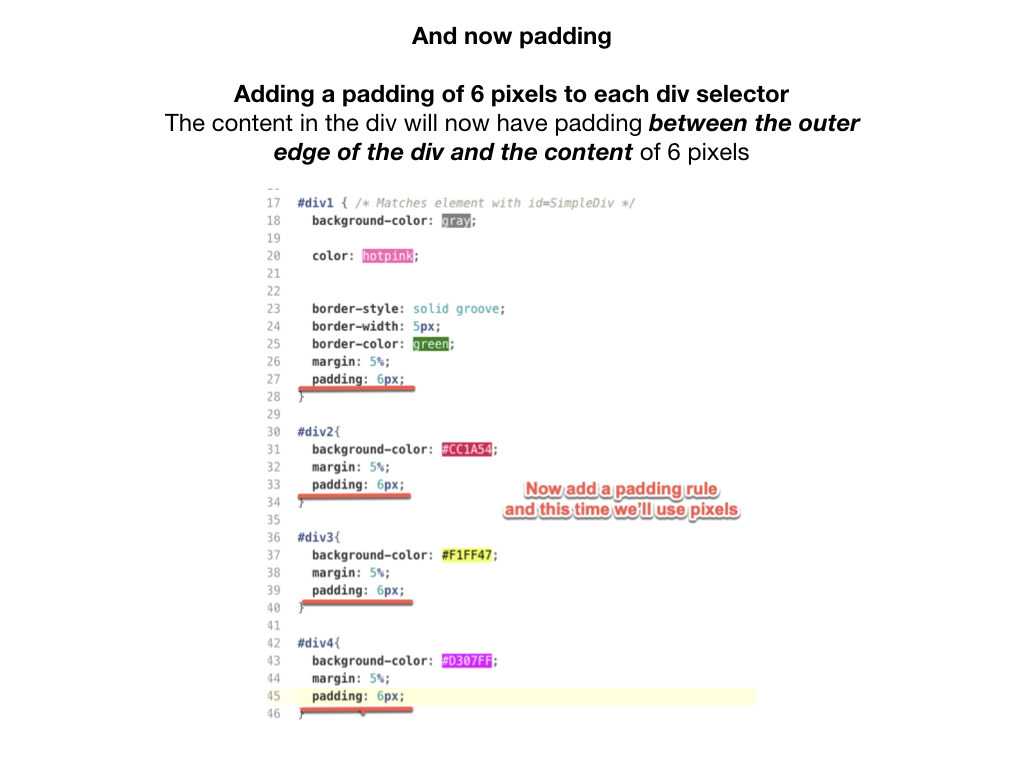 And now padding
Adding a padding of 6 pixels to each div selector
The content in the div will now have padding between the outer
edge of the div and the content of 6 pixels
17 #div1 { /* Matches element with id=SimpleDiv */
18 background-color: gray;
19
20 color: hotpink;
21
22
23 border-style: solid groove;
24 border-width: 5px;
25 border-color: green;
26 margin: 5%;
27 padding: 6px;
28 }
29
30 #div2{
31 background-color: #CC1A54;
32 margin: 5%;
33 padding: 6px;
34 }
35
Now add a padding rule
and this time we'll use pixels
36 #div3{
37 background-color: #F1FF47;
38 margin: 5%;
39 padding: 6px;
40 }
41
42 #div4{
43 background-color: #D307FF;
44 margin: 5%;
45 padding: 6px;
46 }